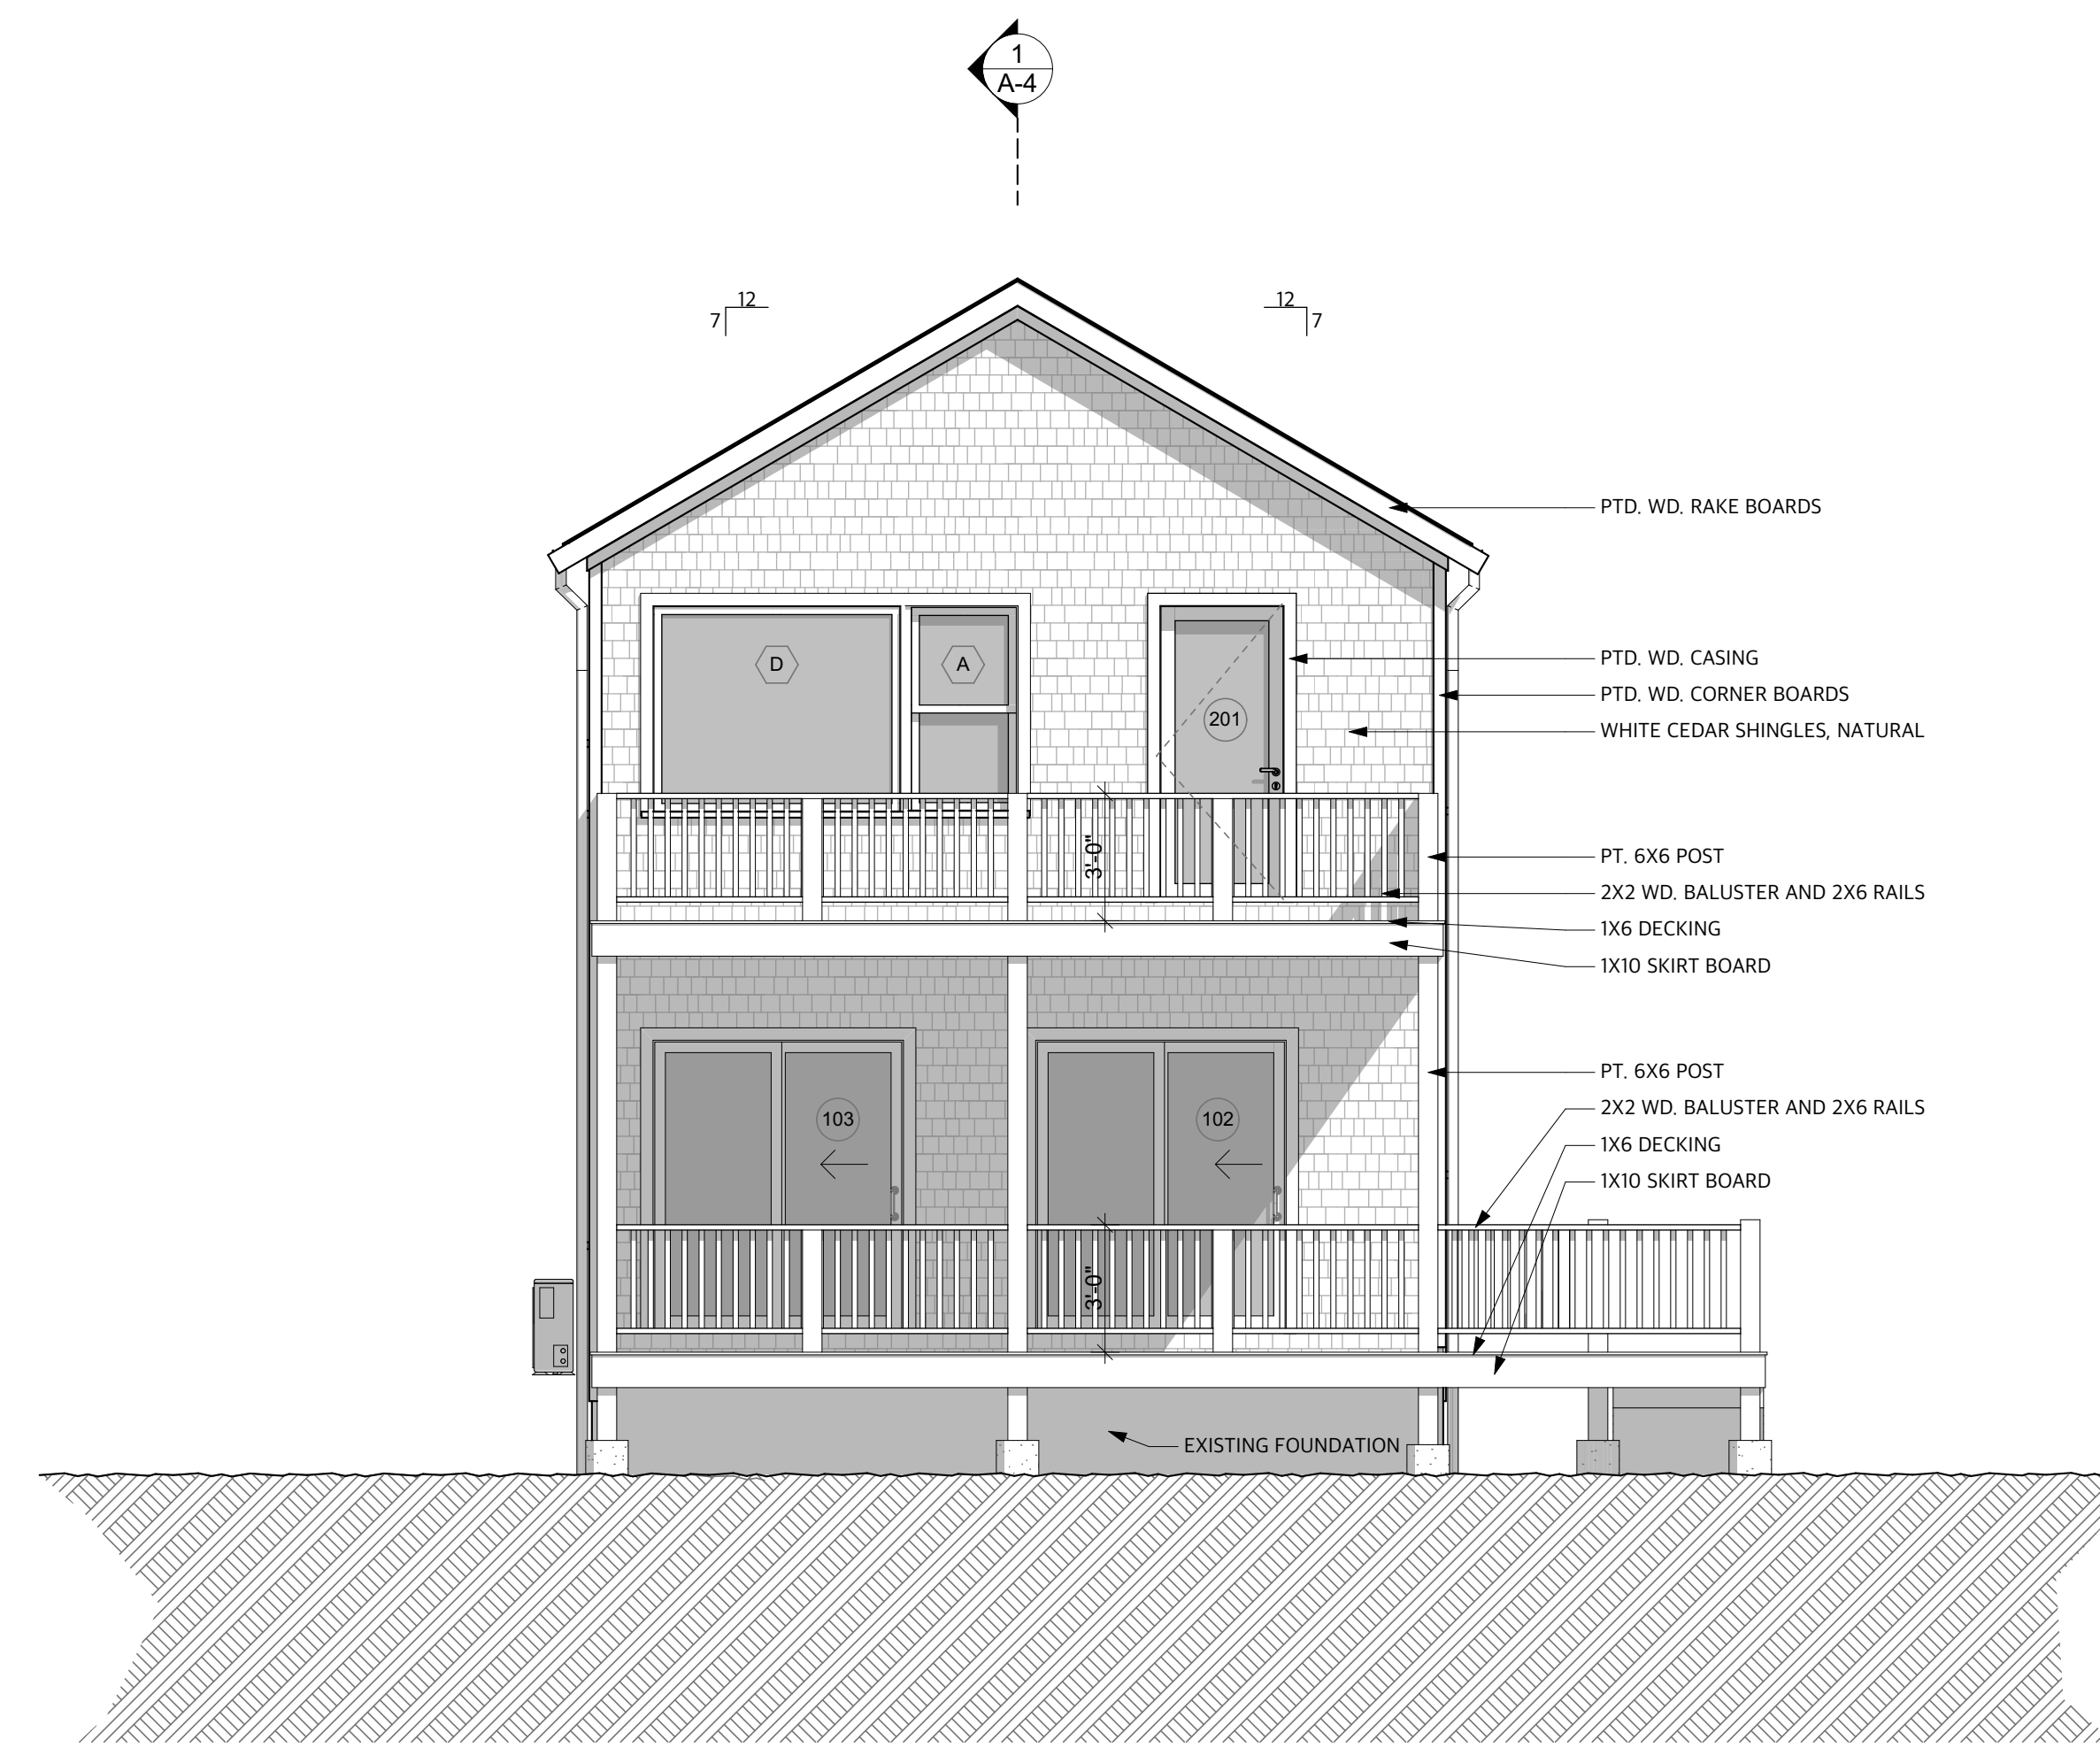 1
A-4
12
7
12
7
PTD. WD. RAKE BOARDS
PTD. WD. CASING
D
A
PTD. WD. CORNER BOARDS
201
WHITE CEDAR SHINGLES, NATURAL
3'-0"
PT. 6X6 POST
2X2 WD. BALUSTER AND 2X6 RAILS
1X6 DECKING
1X10 SKIRT BOARD
PT. 6X6 POST
2X2 WD. BALUSTER AND 2X6 RAILS
103
102
1X6 DECKING
1X10 SKIRT BOARD
3'-0"
EXISTING FOUNDATION